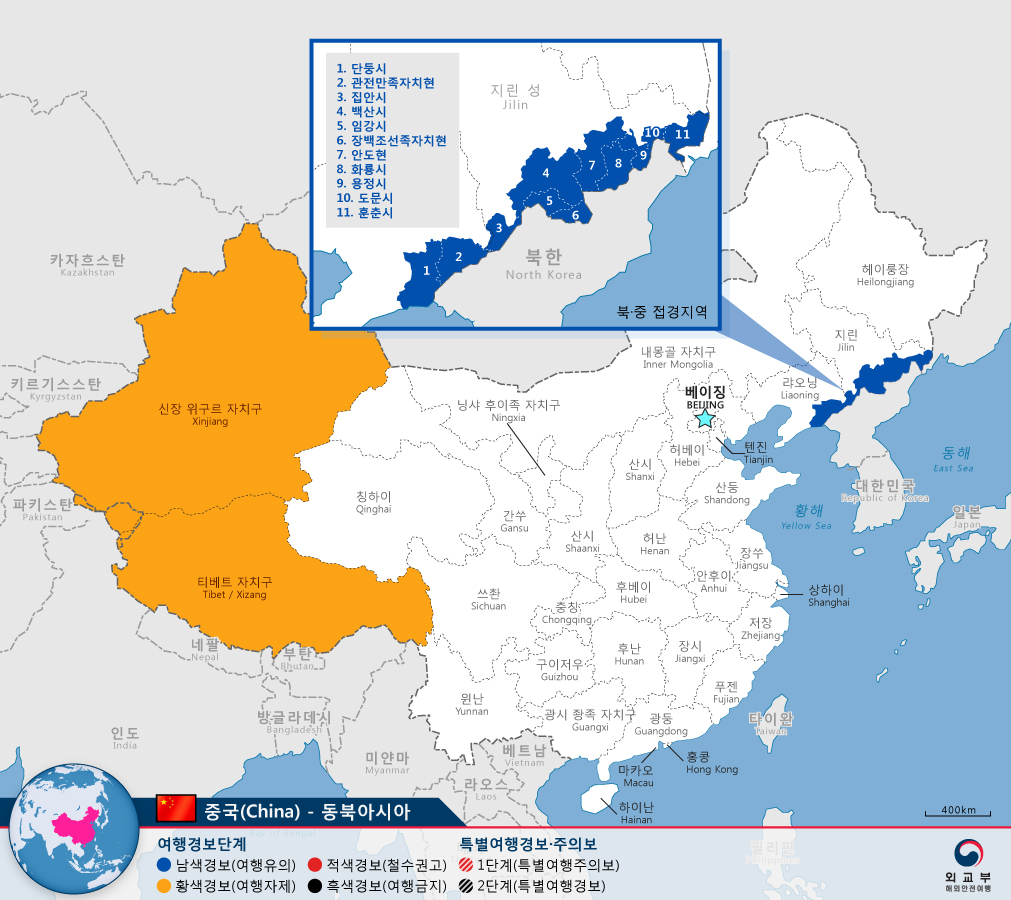 1. 단둥시
2. 관전만족자치현
3. 집안시
4. 백산시
5. 임강시
6. 장백조선족자치현
7. 안도현
8. 화룡시
9. 용정시
10. 도문시
11. 훈춘시
지린 성
Jilin
10
11
9
8
7
4
5
6
3
2
1
북한
North Korea
북·중 접경지역
카자흐스탄
Kazakhstan
키르기스스탄
Kyrgyzstan
파키스탄
Pakistan
신장 위구르 자치구
Xinjiang
티베트 자치구
Tibet / Xizang
네팔
Nepal
부탄
Bhutan
방글라데시
Bangladesh
인도
India
미얀마
Myanmar
라오스
Laos
베트남
Vietnam
헤이룽장
Heilongjiang
지린
Jilin
랴오닝
Liaoning
내몽골 자치구
Inner Mongolia
베이징
BEIJING
텐진
Tianjin
허베이
Hebei
닝샤 후이족 자치구
Ningxia
산시
Shanxi
산둥
Shandong
칭하이
Qinghai
간쑤
Gansu
산시
Shaanxi
허난
Henan
장쑤
Jiangsu
안후이
Anhui
상하이
Shanghai
쓰촨
Sichuan
충칭
Chongqing
후베이
Hubei
저장
Zhejiang
구이저우
Guizhou
후난
Hunan
장시
Jiangxi
푸젠
Fujian
윈난
Yunnan
광시 좡족 자치구
Guangxi
광둥
Guangdong
마카오
Macau
홍콩
Hong Kong
하이난
Hainan
타이완
Taiwan
동해
East Sea
황해
Yellow Sea
대한민국
Republic of Korea
일본
Japan
필리핀
Philippines
Bay of Bengal
400km
중국(China) - 동북아시아
여행경보단계
남색경보(여행유의)
적색경보(철수권고)
황색경보(여행자제)
흑색경보(여행금지)
특별여행경보·주의보
1단계(특별여행주의보)
2단계(특별여행경보)
외교부
해외안전여행